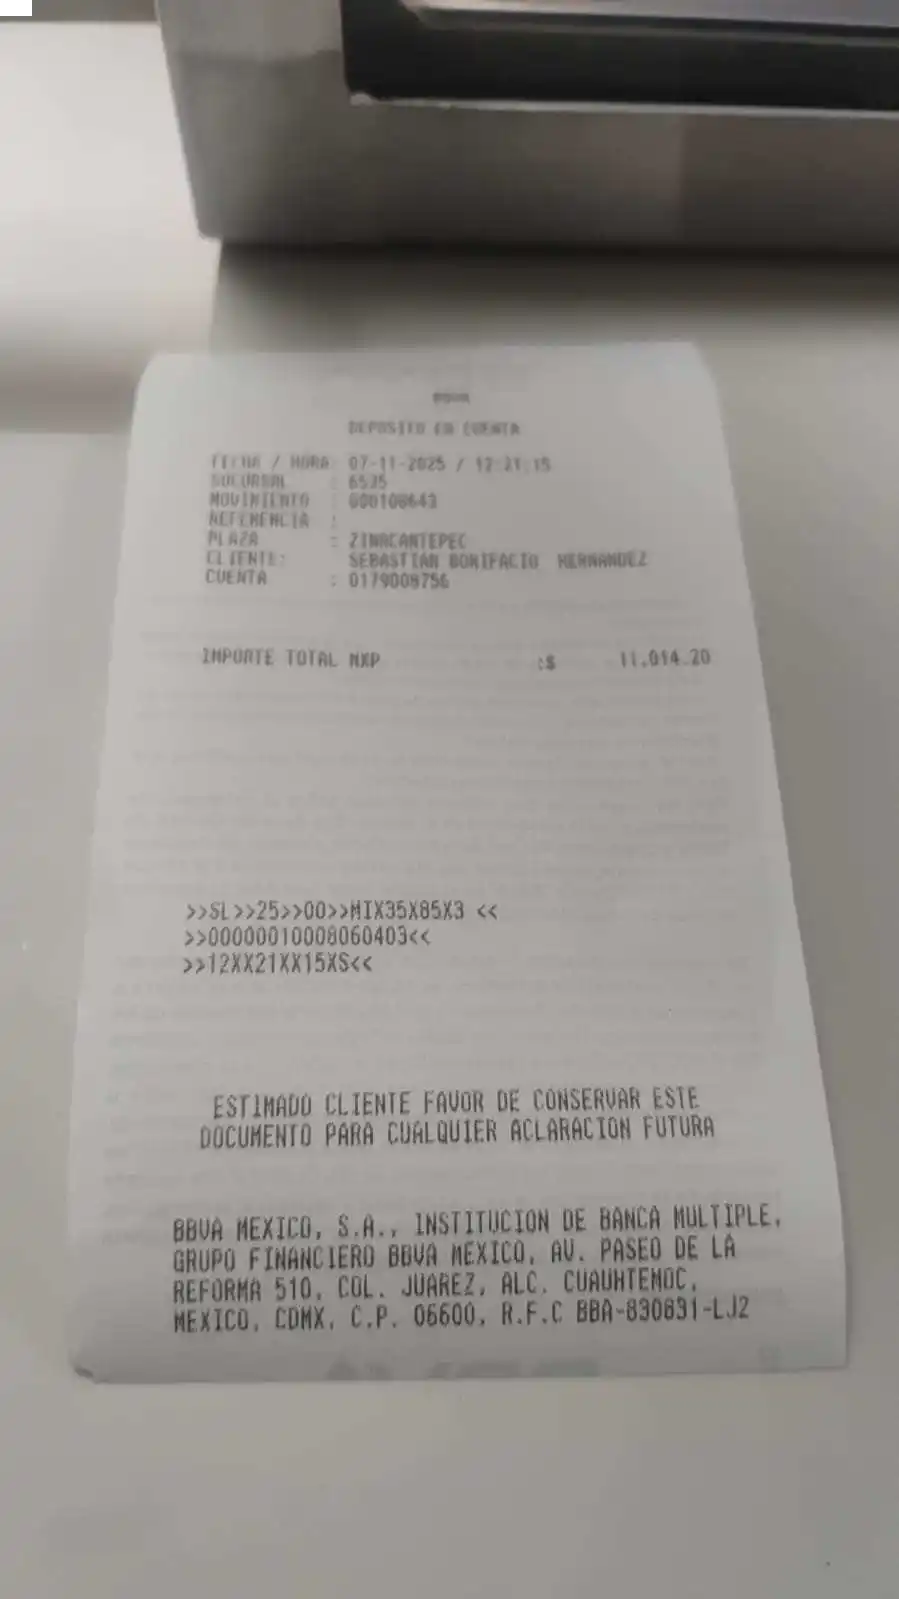 BBVA
DEPOSITO EN CUENTA
FECHA / HORA: 07-11-2025 / 12:21:15
SUCURSAL : 6535
MOVIMIENTO : 000108643
REFERENCIA :
PLAZA : ZINACANTEPEC
CLIENTE: SEBASTIAN BONIFACIO HERNANDEZ
CUENTA : 0179008756
IMPORTE TOTAL MXP :$ 11,014.20
>>SL>>25>>00>>MIX35X85X3 <<
>>00000010008060403<<
>>12XX21XX15XS<<
ESTIMADO CLIENTE FAVOR DE CONSERVAR ESTE
DOCUMENTO PARA CUALQUIER ACLARACION FUTURA
BBVA MEXICO, S.A., INSTITUCION DE BANCA MULTIPLE,
GRUPO FINANCIERO BBVA MEXICO, AV. PASEO DE LA
REFORMA 510, COL. JUAREZ, ALC. CUAUHTEMOC,
MEXICO, CDMX, C.P. 06600, R.F.C BBA-830831-LJ2